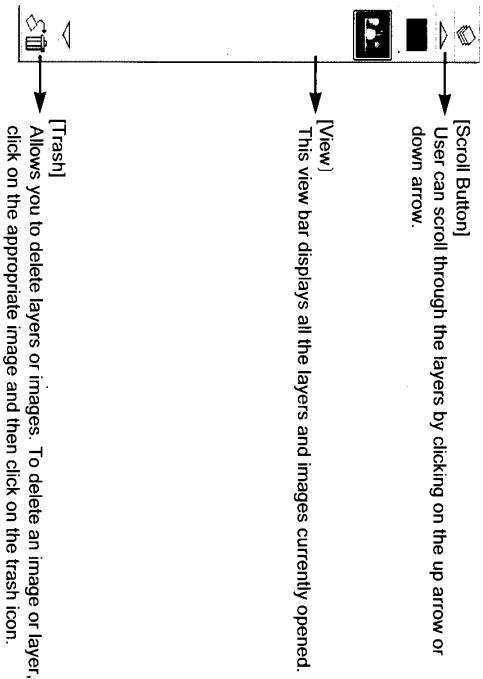 [Scroll Button]
User can scroll through the layers by clicking on the up arrow or
down arrow.
[View]
This view bar displays all the layers and images currently opened.
[Trash]
Allows you to delete layers or images. To delete an image or layer,
click on the appropriate image and then click on the trash icon.